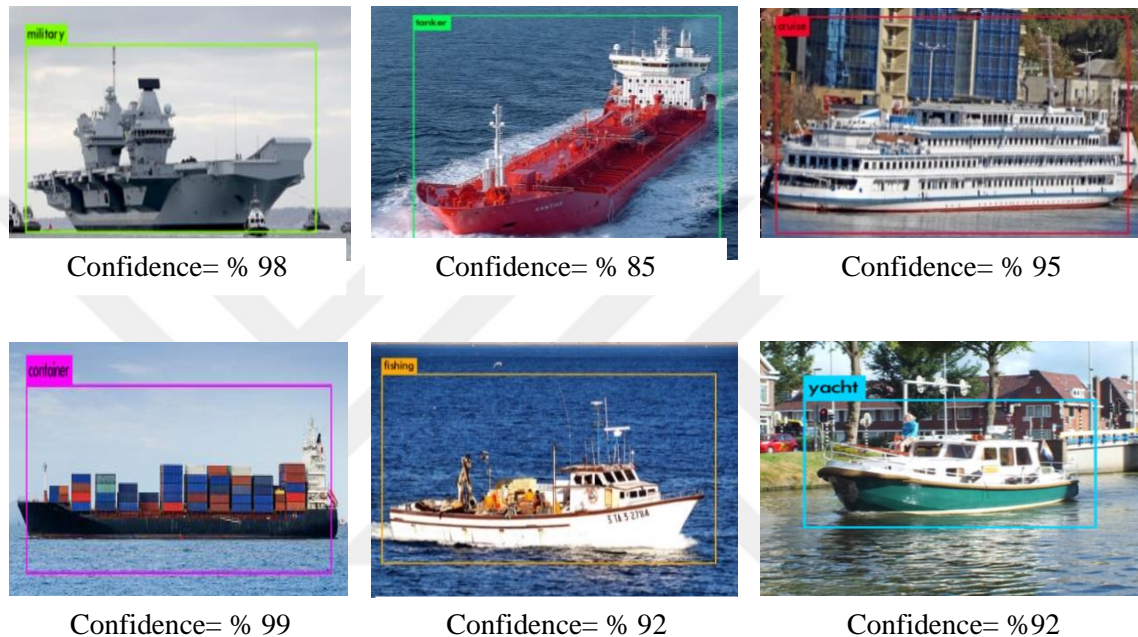 military
tanker
cruise
Confidence= % 98
Confidence= % 85
Confidence= % 95
container
fishing
yacht
Confidence= % 99
Confidence= % 92
Confidence= %92